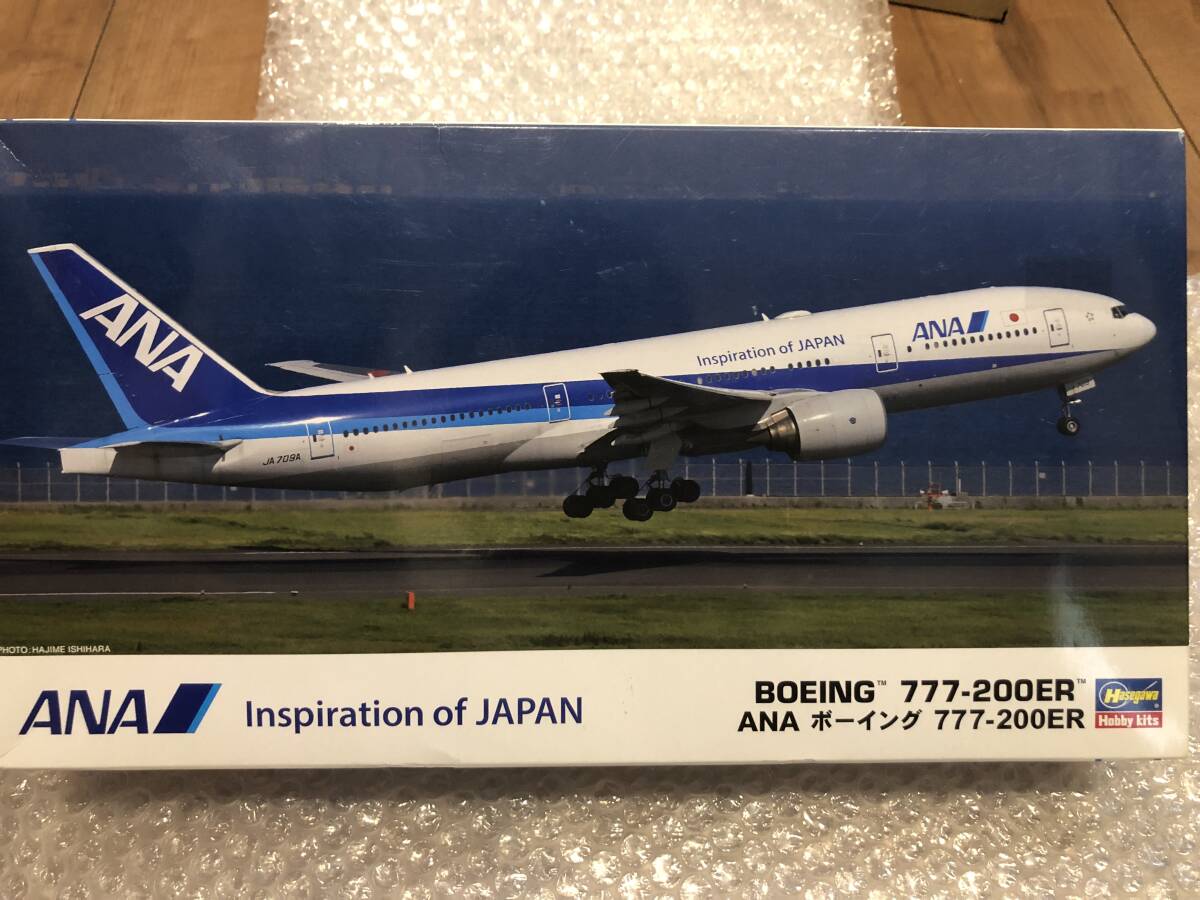 ANA
Inspiration of JAPAN
ANA
JA709A
PHOTO: HAJIME ISHIHARA
ANA
Inspiration of JAPAN
BOEING™ 777-200ER™
ANA ボーイング 777-200ER
Hasegawa
Hobby kits